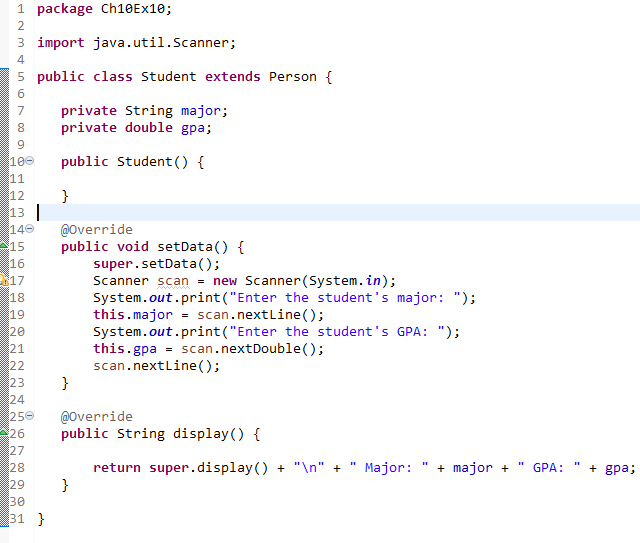 1 package Ch10Ex10;
2
3 import java.util.Scanner;
4
5 public class Student extends Person {
6
7    private String major;
8    private double gpa;
9
10    public Student() {
11
12    }
13
14    @Override
15    public void setData() {
16        super.setData();
17        Scanner scan = new Scanner(System.in);
18        System.out.print("Enter the student's major: ");
19        this.major = scan.nextLine();
20        System.out.print("Enter the student's GPA: ");
21        this.gpa = scan.nextDouble();
22        scan.nextLine();
23    }
24
25    @Override
26    public String display() {
27
28        return super.display() + "\n" + " Major: " + major + " GPA: " + gpa;
29    }
30
31 }